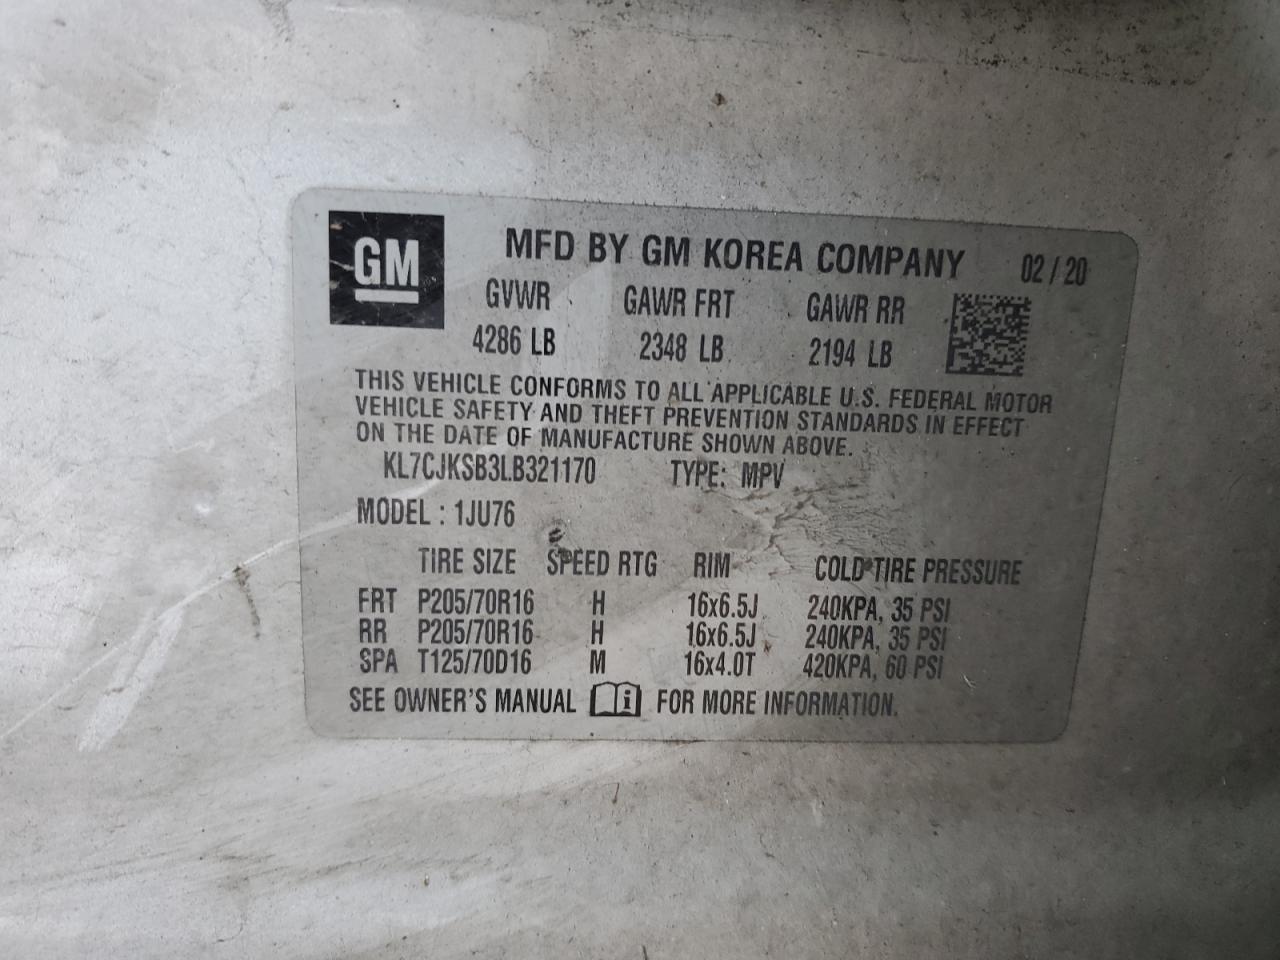 GM
MFD BY GM KOREA COMPANY 02 / 20
GVWR GAWR FRT GAWR RR
4286 LB 2348 LB 2194 LB
THIS VEHICLE CONFORMS TO ALL APPLICABLE U.S. FEDERAL MOTOR
VEHICLE SAFETY AND THEFT PREVENTION STANDARDS IN EFFECT
ON THE DATE OF MANUFACTURE SHOWN ABOVE.
KL7CJKSB3LB321170 TYPE: MPV
MODEL : 1JU76
TIRE SIZE SPEED RTG RIM COLD TIRE PRESSURE
FRT P205/70R16 H 16x6.5J 240KPA, 35 PSI
RR P205/70R16 H 16x6.5J 240KPA, 35 PSI
SPA T125/70D16 M 16x4.0T 420KPA, 60 PSI
SEE OWNER'S MANUAL i FOR MORE INFORMATION.